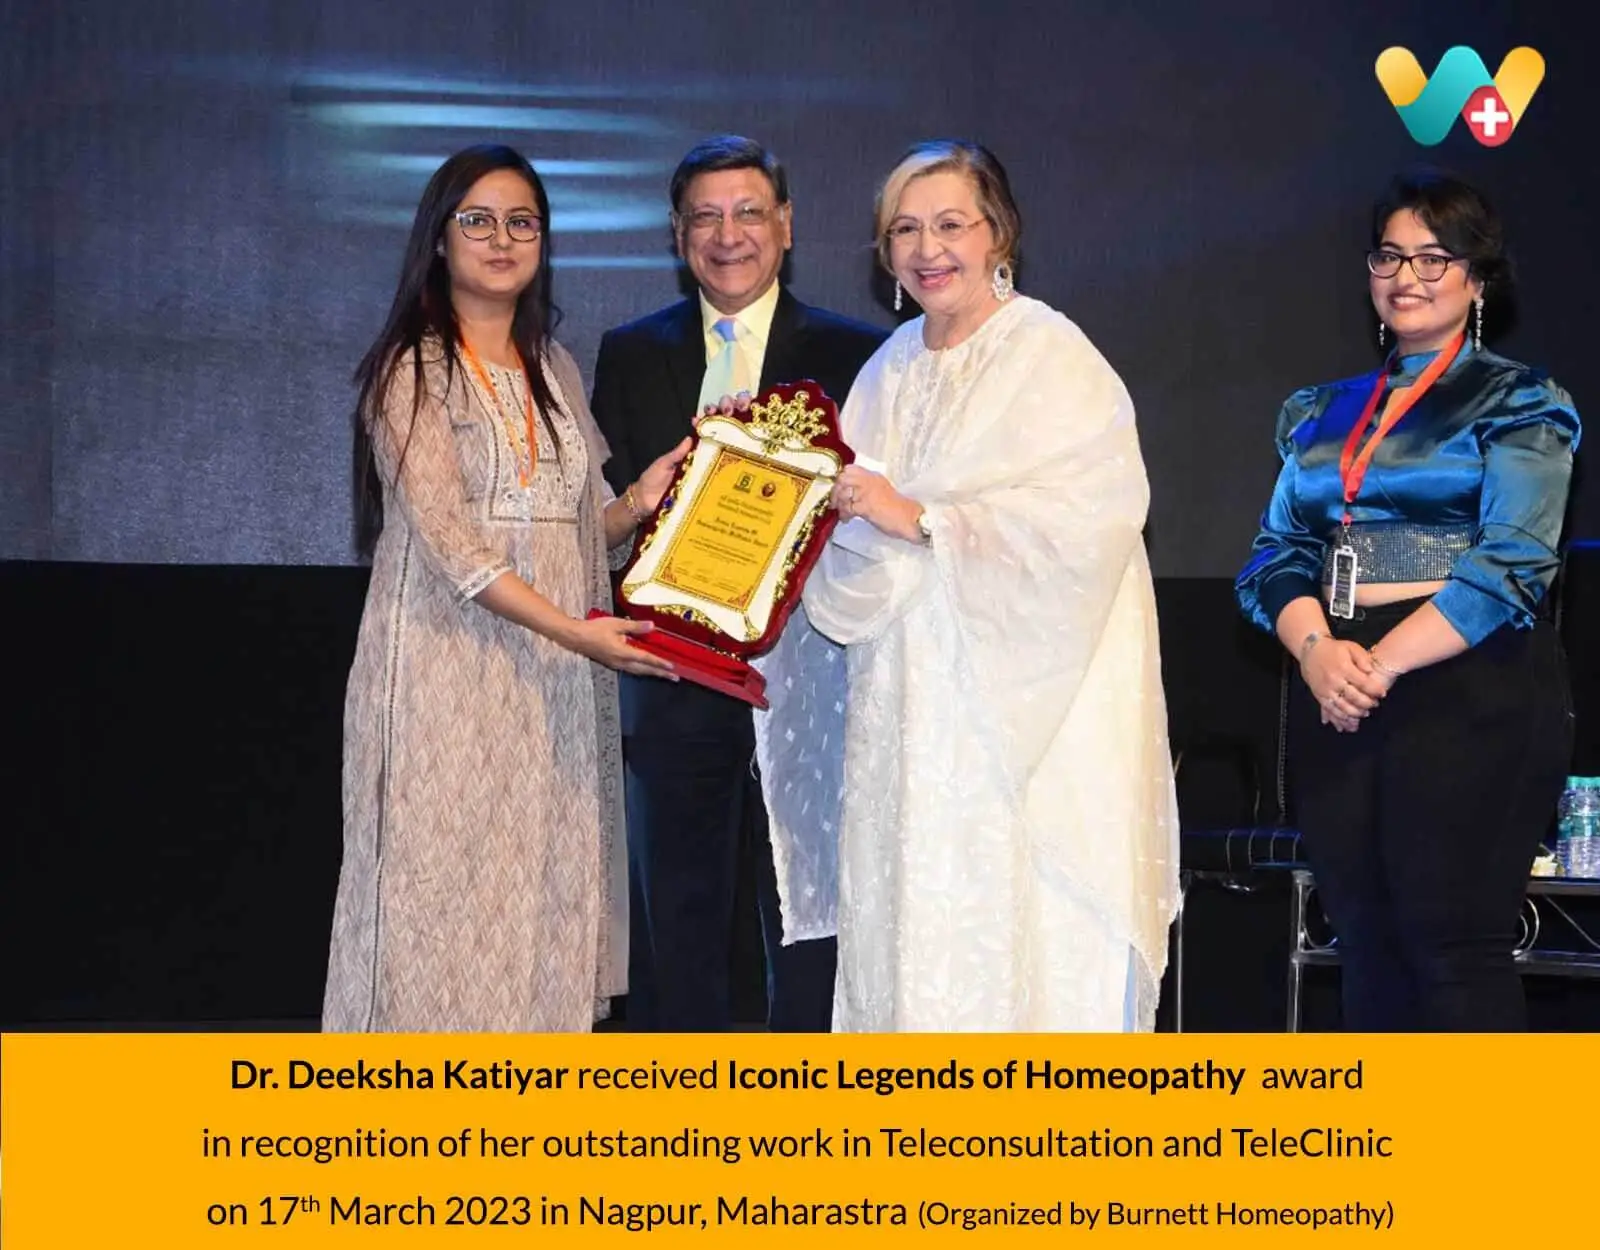 Dr. Deeksha Katiyar received Iconic Legends of Homeopathy award
in recognition of her outstanding work in Teleconsultation and TeleClinic
on 17th March 2023 in Nagpur, Maharastra (Organized by Burnett Homeopathy)